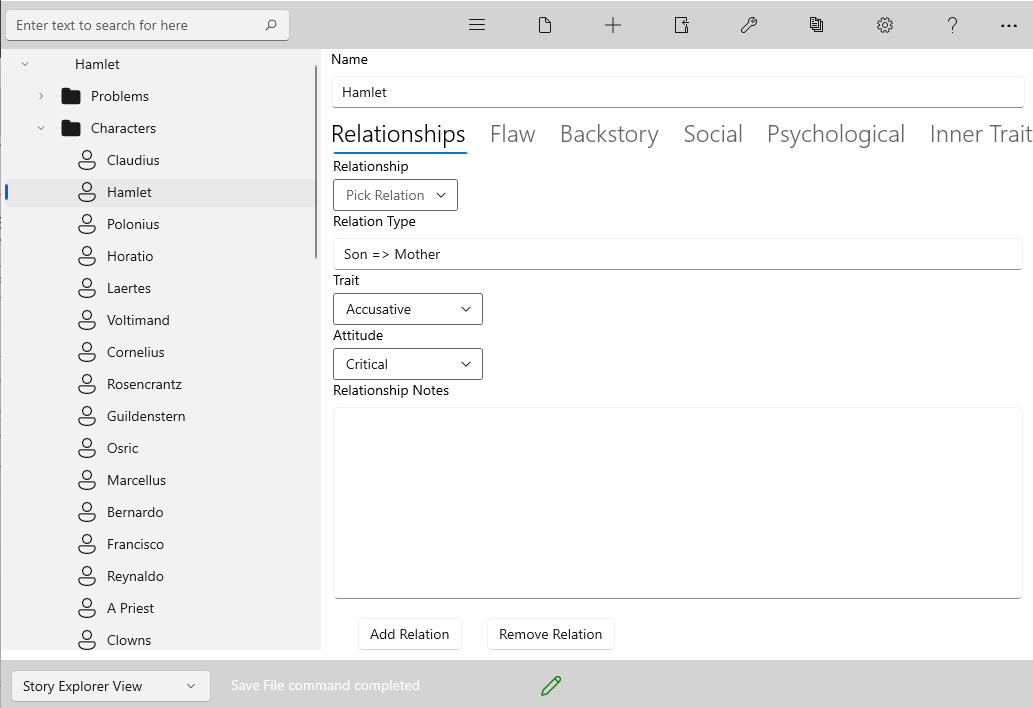 Enter text to search for here
Hamlet
Problems
Characters
Claudius
Hamlet
Polonius
Horatio
Laertes
Voltimand
Cornelius
Rosencrantz
Guildenstern
Osric
Marcellus
Bernardo
Francisco
Reynaldo
A Priest
Clowns
Name
Hamlet
Relationships Flaw Backstory Social Psychological Inner Trait
Relationship
Pick Relation
Relation Type
Son => Mother
Trait
Accusative
Attitude
Critical
Relationship Notes
Add Relation Remove Relation
Story Explorer View Save File command completed